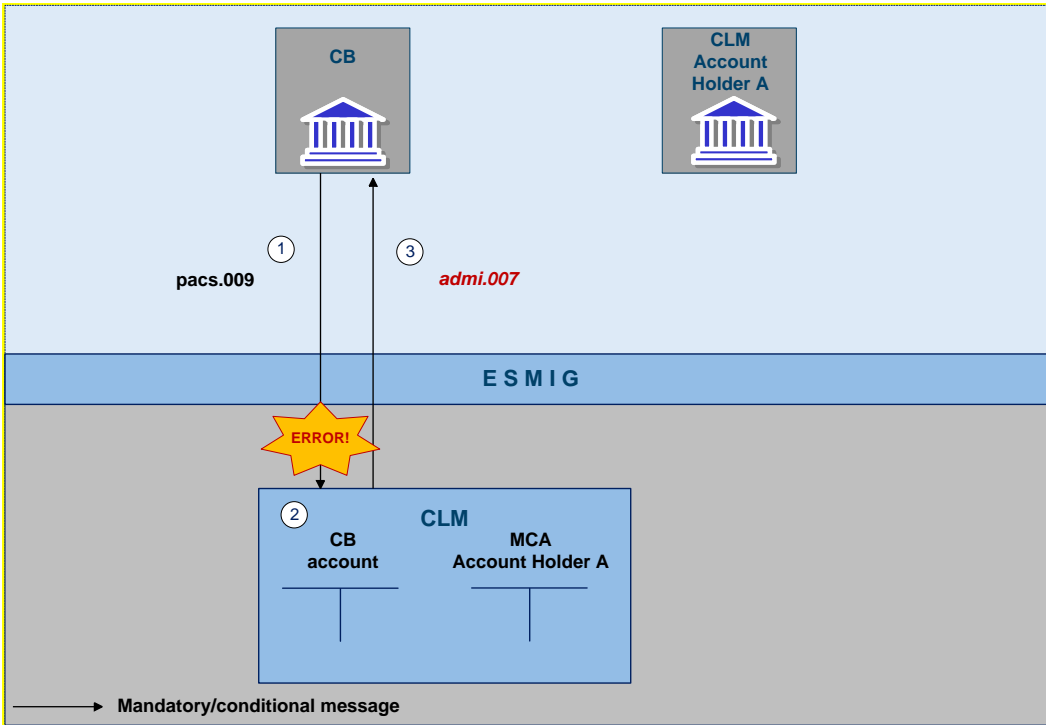 CB
CLM
Account
Holder A
1
3
pacs.009
admi.007
E S M I G
ERROR!
2
CLM
CB
account
MCA
Account Holder A
Mandatory/conditional message